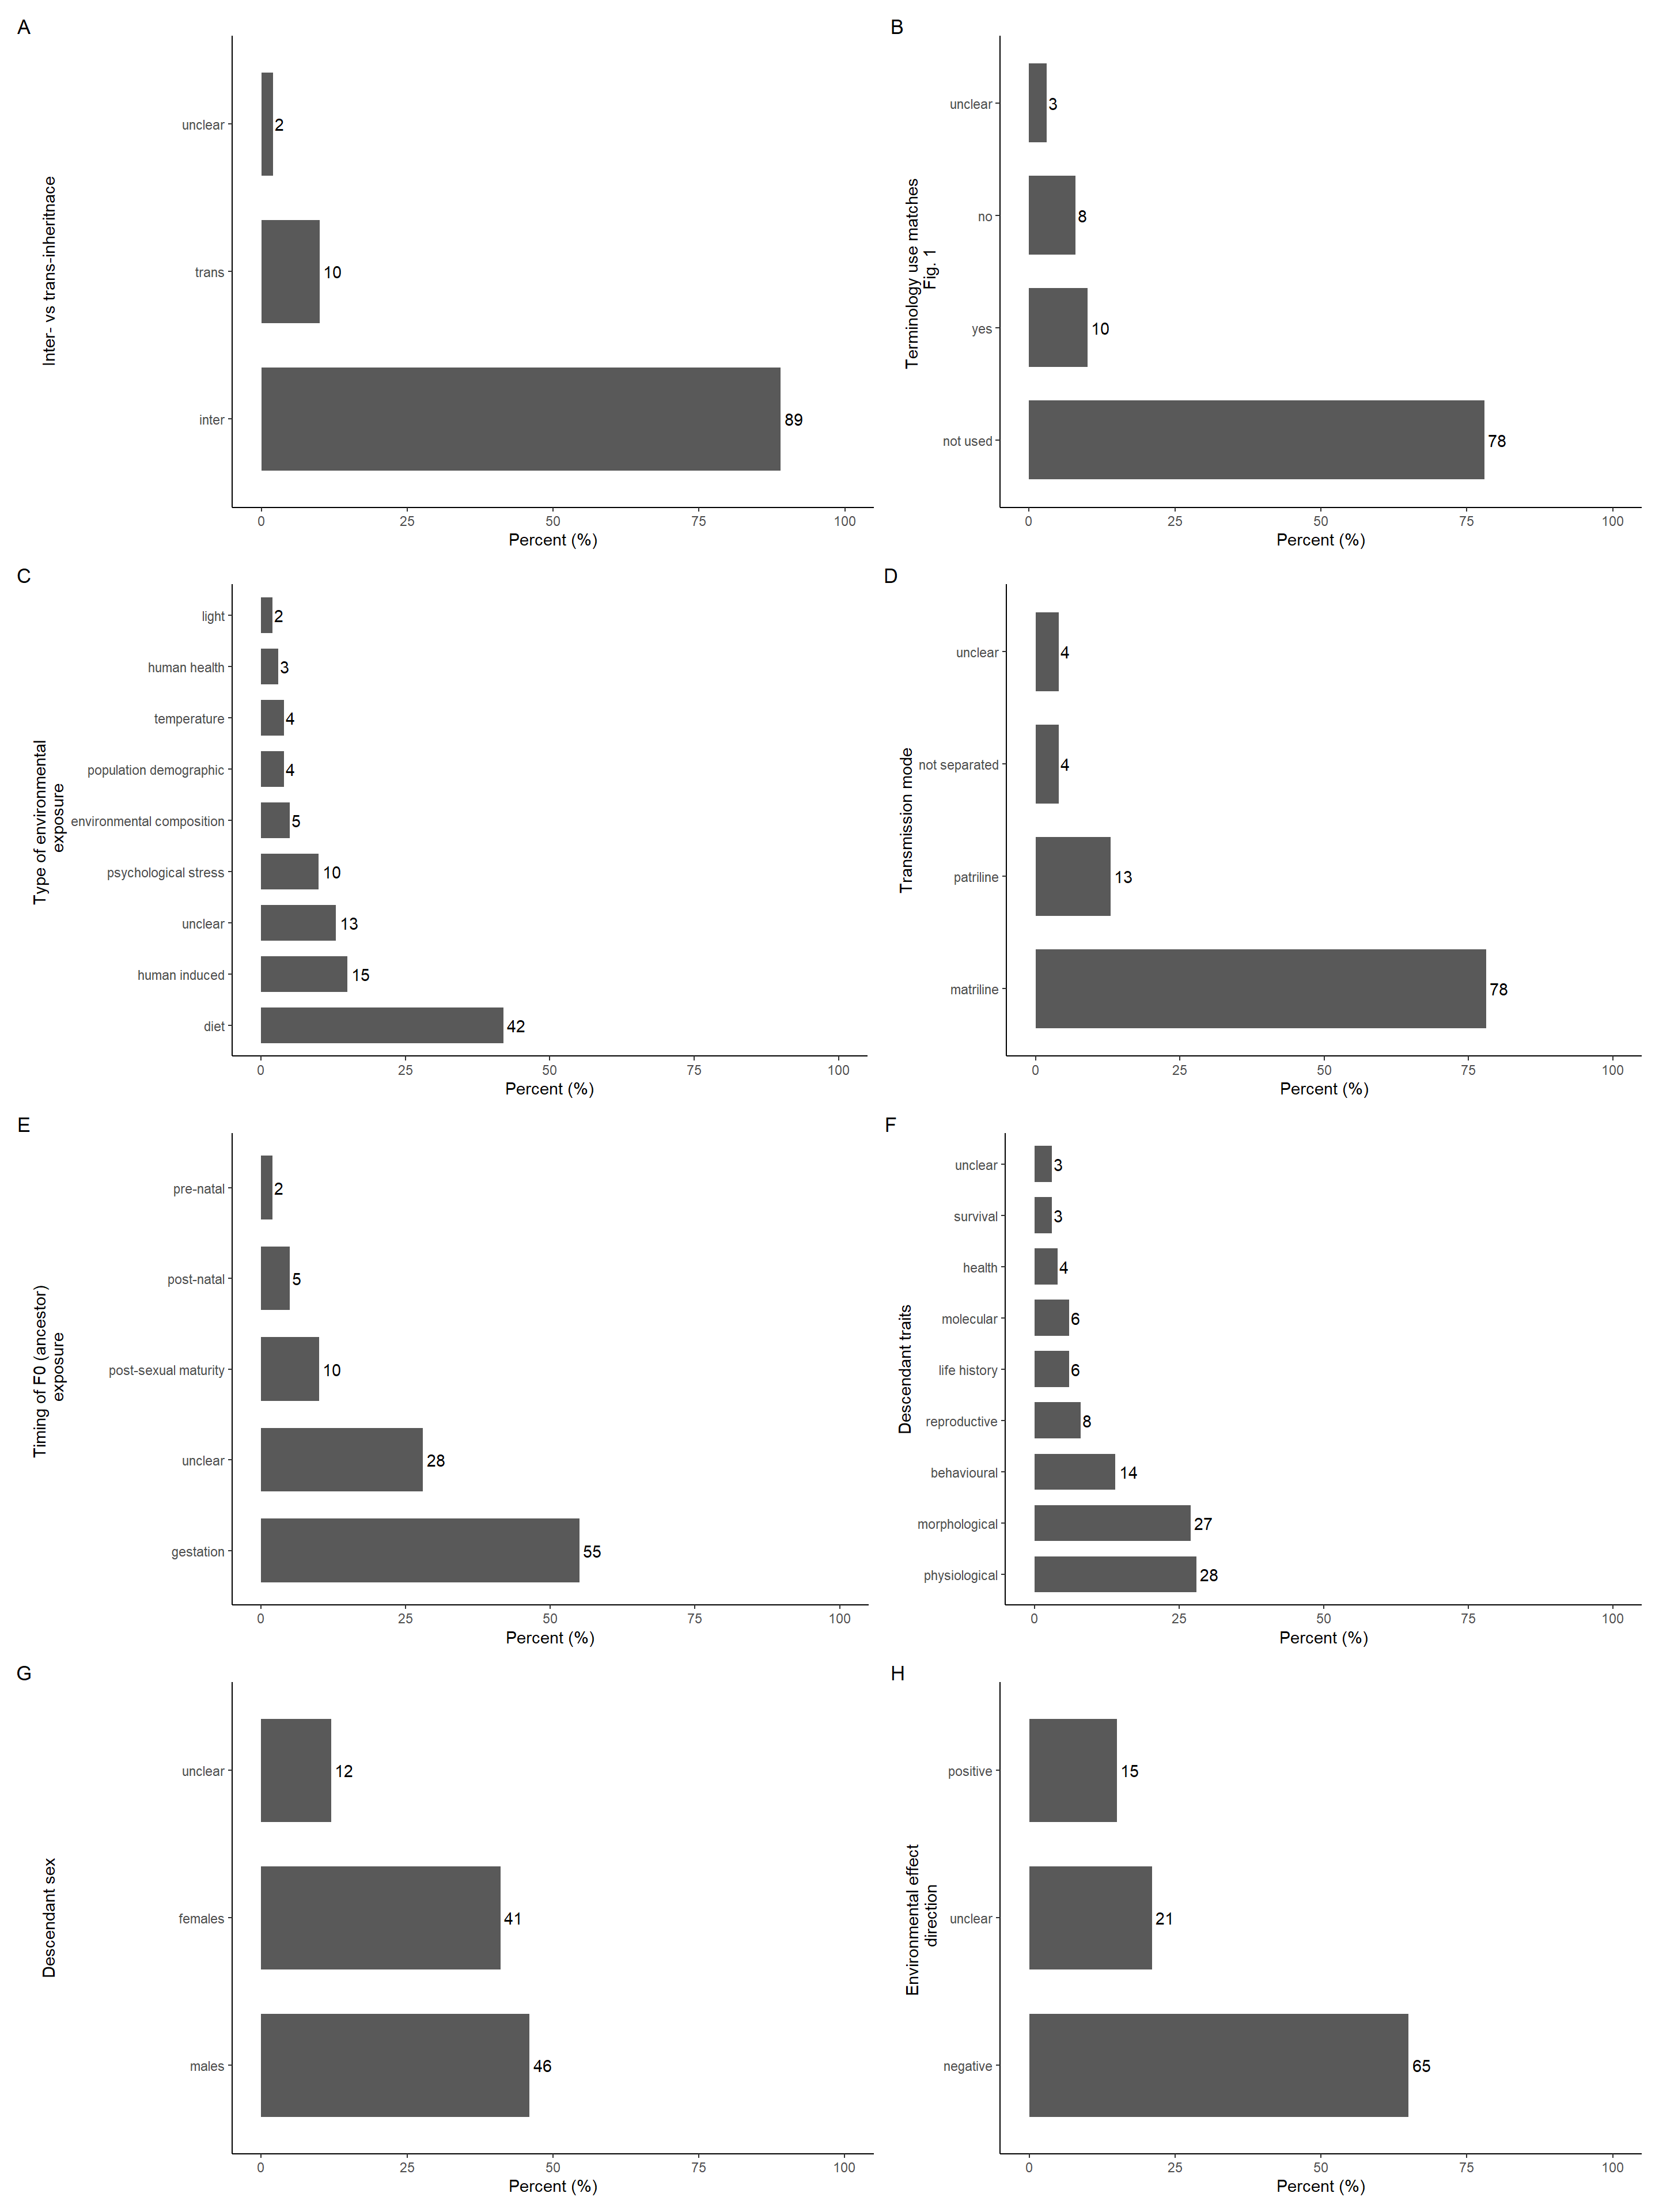 A
Inter- vs trans-inheritnace
unclear
2
trans
10
inter
89
0 25 50 75 100
Percent (%)
B
Terminology use matches
Fig. 1
unclear
3
no
8
yes
10
not used
78
0 25 50 75 100
Percent (%)
C
Type of environmental
exposure
light
2
human health
3
temperature
4
population demographic
4
environmental composition
5
psychological stress
10
unclear
13
human induced
15
diet
42
0 25 50 75 100
Percent (%)
D
Transmission mode
unclear
4
not separated
4
patriline
13
matriline
78
0 25 50 75 100
Percent (%)
E
Timing of F0 (ancestor)
exposure
pre-natal
2
post-natal
5
post-sexual maturity
10
unclear
28
gestation
55
0 25 50 75 100
Percent (%)
F
Descendant traits
unclear
3
survival
3
health
4
molecular
6
life history
6
reproductive
8
behavioural
14
morphological
27
physiological
28
0 25 50 75 100
Percent (%)
G
Descendant sex
unclear
12
females
41
males
46
0 25 50 75 100
Percent (%)
H
Environmental effect
direction
positive
15
unclear
21
negative
65
0 25 50 75 100
Percent (%)